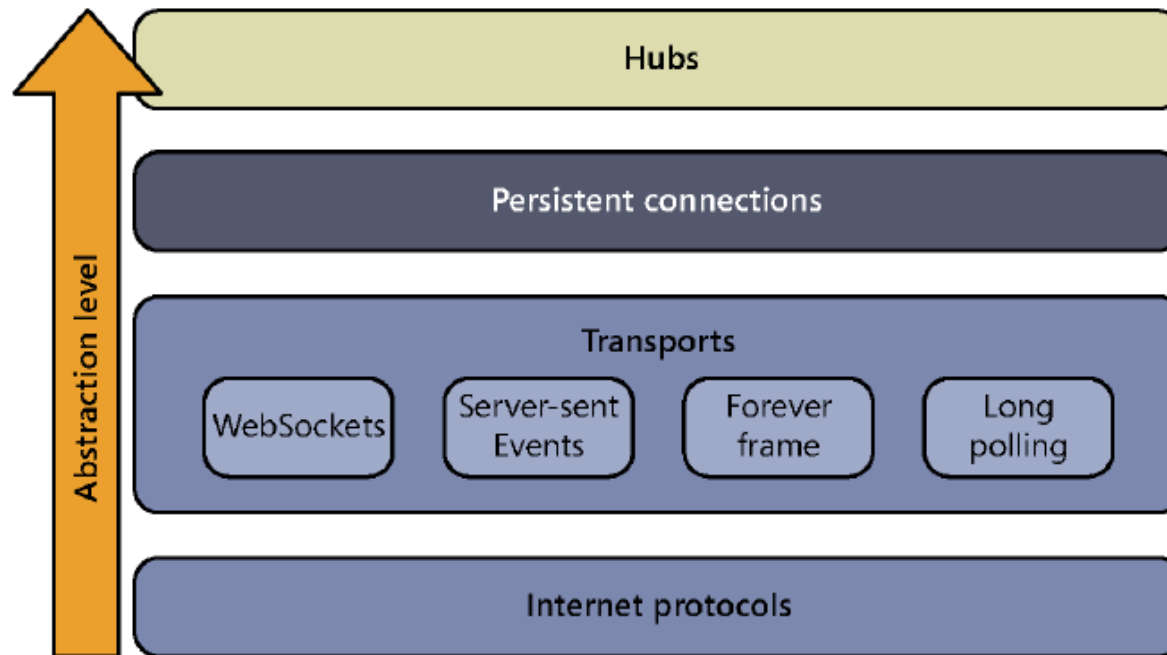 Hubs
Persistent connections
Abstraction level
Transports
WebSockets
Server-sent
Events
Forever
frame
Long
polling
Internet protocols